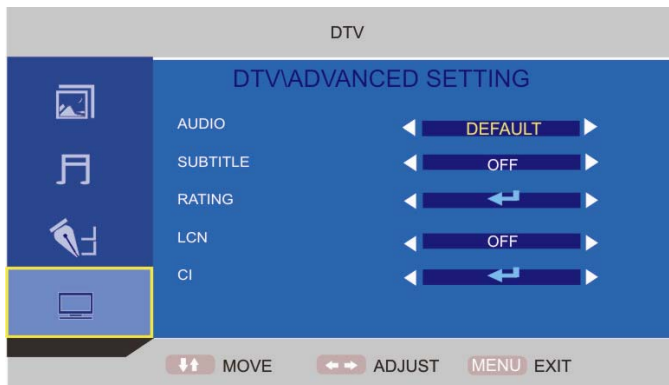 DTV
DTV\ADVANCED SETTING
AUDIO DEFAULT
SUBTITLE OFF
RATING
LCN OFF
CI
MOVE ADJUST MENU EXIT